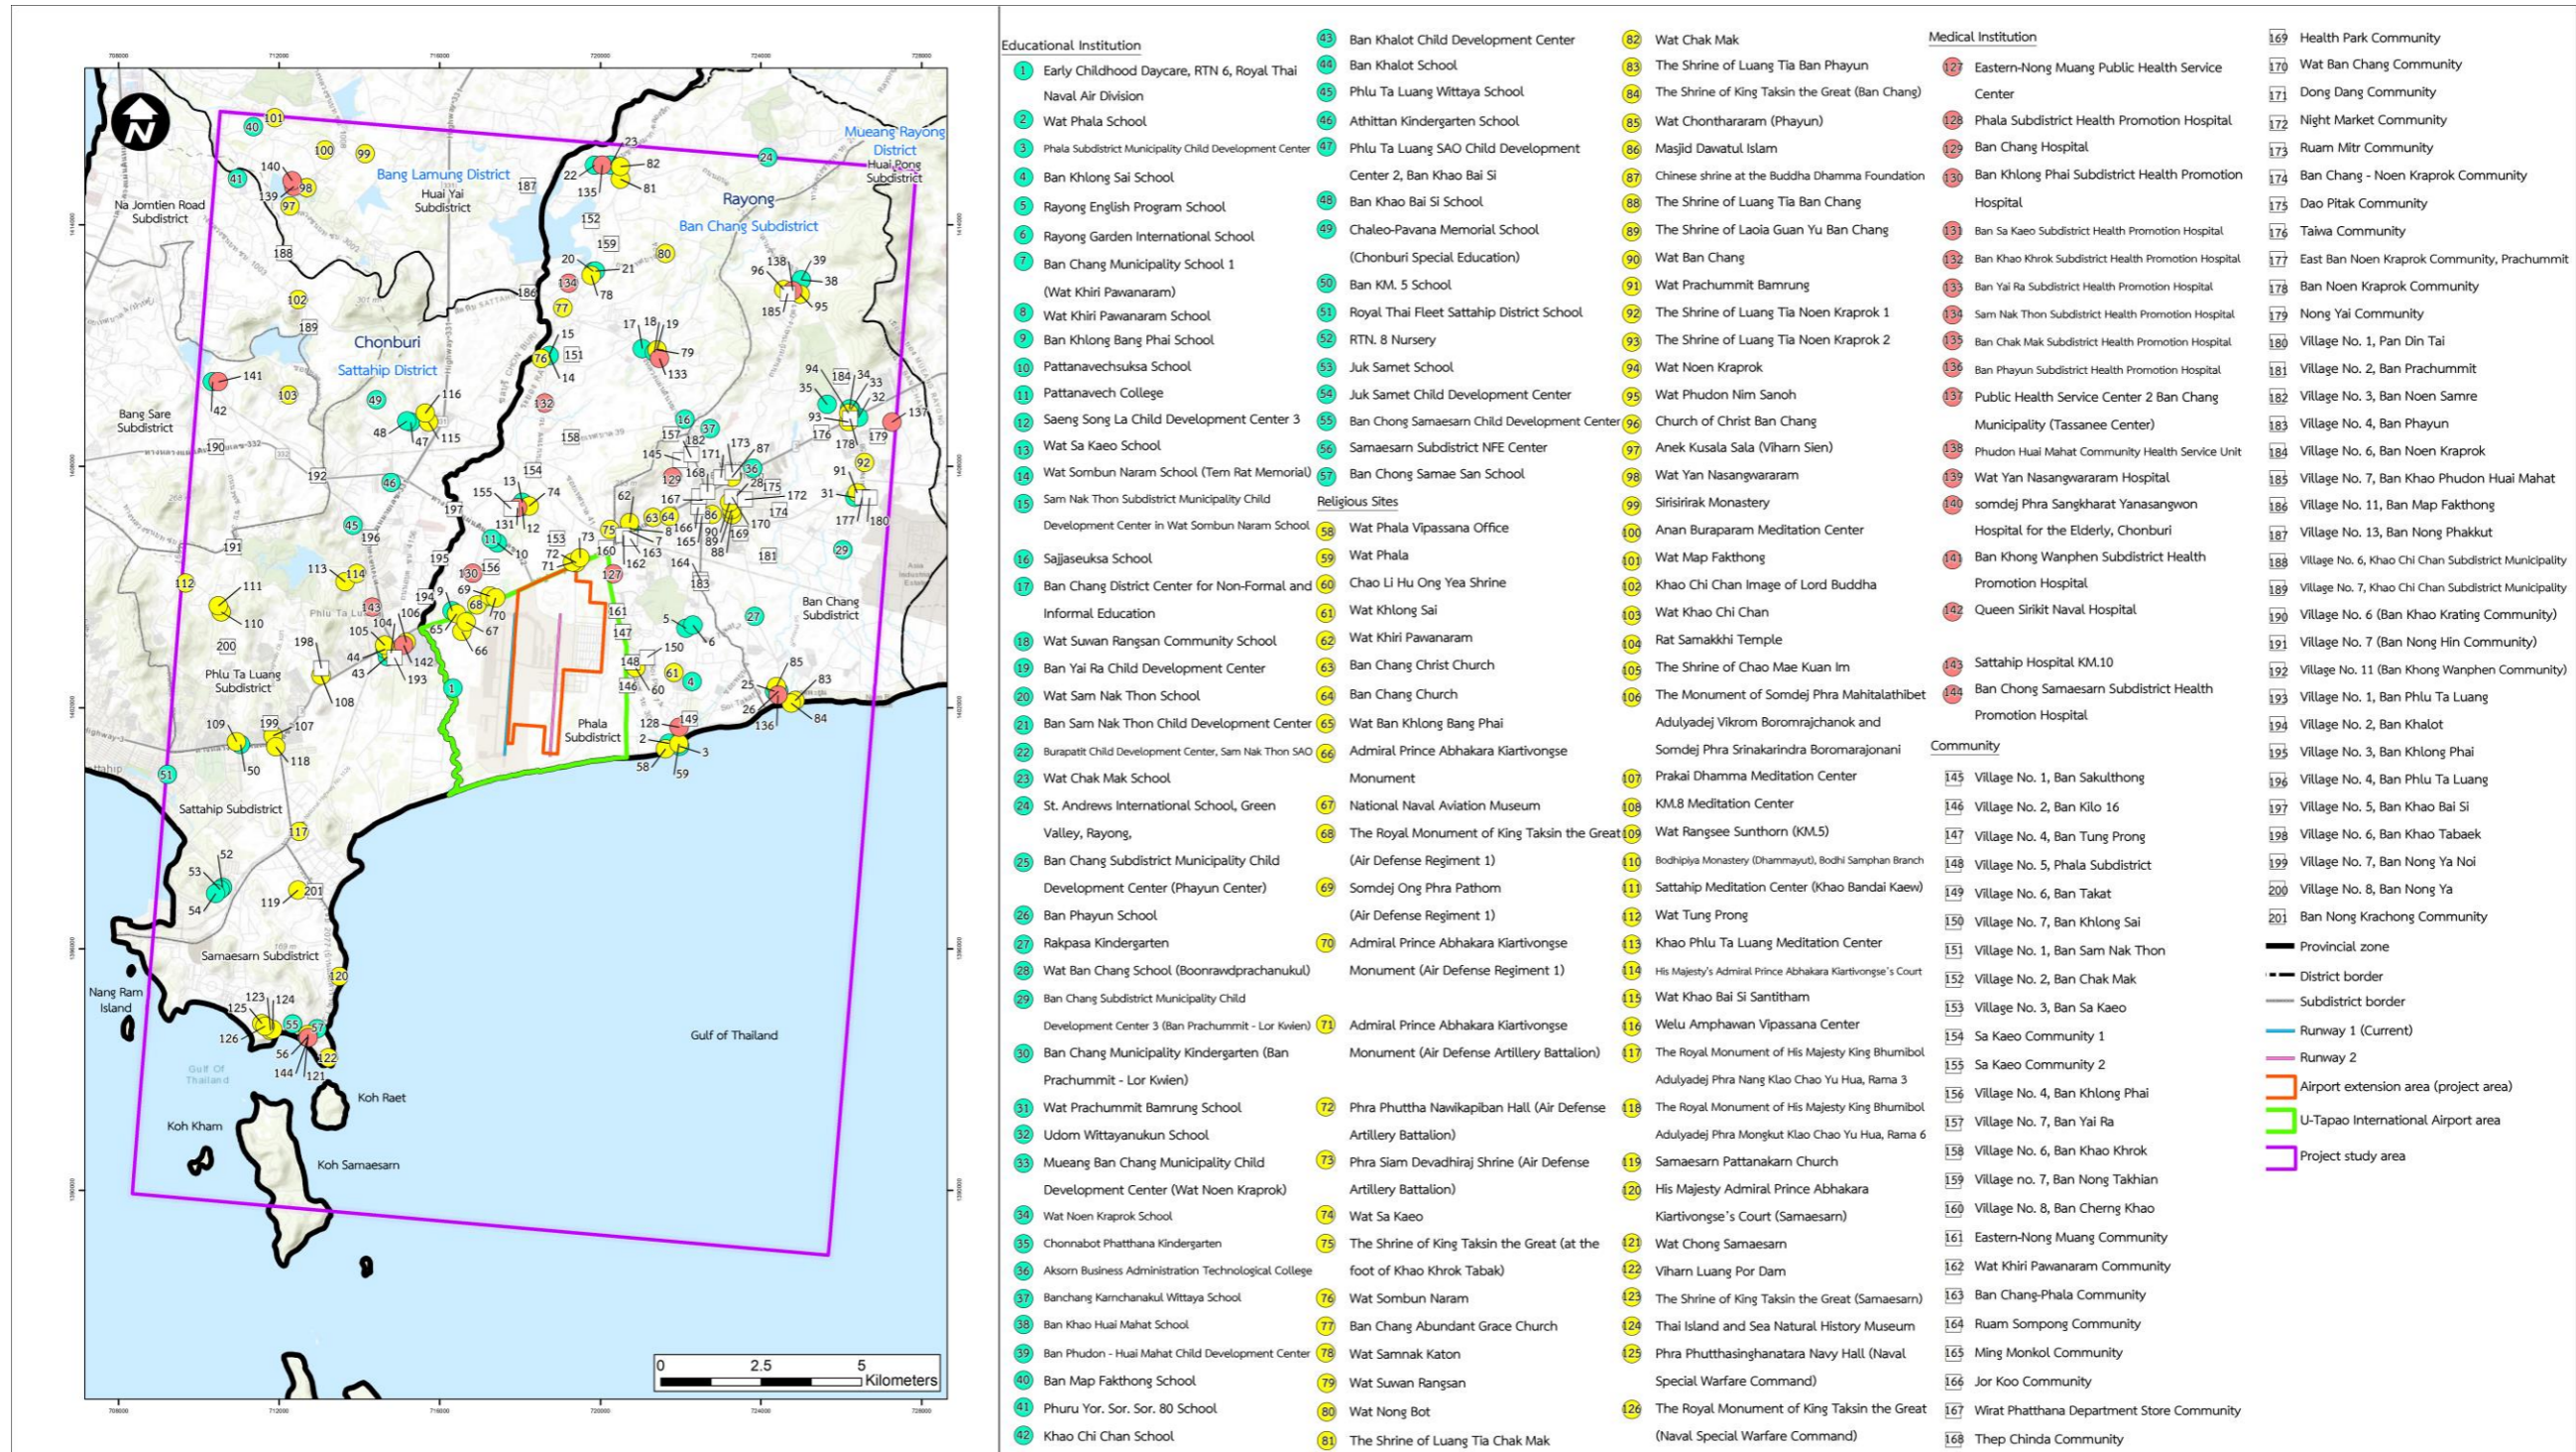 Educational Institution
1 Early Childhood Daycare, RTN 6, Royal Thai
Naval Air Division
2 Wat Phala School
3 Phala Subdistrict Municipality Child Development Center
4 Ban Khlong Sai School
5 Rayong English Program School
6 Rayong Garden International School
7 Ban Chang Municipality School 1
(Wat Khiri Pawanaram)
8 Wat Khiri Pawanaram School
9 Ban Khlong Bang Phai School
10 Pattanavechsuksa School
11 Pattanavech College
12 Saeng Song La Child Development Center 3
13 Wat Sa Kaeo School
14 Wat Sombun Naram School (Tem Rat Memorial)
15 Sam Nak Thon Subdistrict Municipality Child
Development Center in Wat Sombun Naram School
16 Sajjaseuksa School
17 Ban Chang District Center for Non-Formal and
Informal Education
18 Wat Suwan Rangsan Community School
19 Ban Yai Ra Child Development Center
20 Wat Sam Nak Thon School
21 Ban Sam Nak Thon Child Development Center
22 Burapatit Child Development Center, Sam Nak Thon SAO
23 Wat Chak Mak School
24 St. Andrews International School, Green
Valley, Rayong,
25 Ban Chang Subdistrict Municipality Child
Development Center (Phayun Center)
26 Ban Phayun School
27 Rakpasa Kindergarten
28 Wat Ban Chang School (Boonrawdprachanukul)
29 Ban Chang Subdistrict Municipality Child
Development Center 3 (Ban Prachummit - Lor Kwien)
30 Ban Chang Municipality Kindergarten (Ban
Prachummit - Lor Kwien)
31 Wat Prachummit Bamrung School
32 Udom Wittayanukun School
33 Mueang Ban Chang Municipality Child
Development Center (Wat Noen Kraprok)
34 Wat Noen Kraprok School
35 Chonnabot Phatthana Kindergarten
36 Aksorn Business Administration Technological College
37 Banchang Karnchanakul Wittaya School
38 Ban Khao Huai Mahat School
39 Ban Phudon - Huai Mahat Child Development Center
40 Ban Map Fakthong School
41 Phuru Yor. Sor. Sor. 80 School
42 Khao Chi Chan School
43 Ban Khalot Child Development Center
44 Ban Khalot School
45 Phlu Ta Luang Wittaya School
46 Athittan Kindergarten School
47 Phlu Ta Luang SAO Child Development
Center 2, Ban Khao Bai Si
48 Ban Khao Bai Si School
49 Chaleo-Pavana Memorial School
(Chonburi Special Education)
50 Ban KM. 5 School
51 Royal Thai Fleet Sattahip District School
52 RTN. 8 Nursery
53 Juk Samet School
54 Juk Samet Child Development Center
55 Ban Chong Samaesarn Child Development Center
56 Samaesarn Subdistrict NFE Center
57 Ban Chong Samae San School
Religious Sites
58 Wat Phala Vipassana Office
59 Wat Phala
60 Chao Li Hu Ong Yea Shrine
61 Wat Khlong Sai
62 Wat Khiri Pawanaram
63 Ban Chang Christ Church
64 Ban Chang Church
65 Wat Ban Khlong Bang Phai
66 Admiral Prince Abhakara Kiartivongse
Monument
67 National Naval Aviation Museum
68 The Royal Monument of King Taksin the Great
(Air Defense Regiment 1)
69 Somdej Ong Phra Pathom
(Air Defense Regiment 1)
70 Admiral Prince Abhakara Kiartivongse
Monument (Air Defense Regiment 1)
71 Admiral Prince Abhakara Kiartivongse
Monument (Air Defense Artillery Battalion)
72 Phra Phuttha Nawikapiban Hall (Air Defense
Artillery Battalion)
73 Phra Siam Devadhiraj Shrine (Air Defense
Artillery Battalion)
74 Wat Sa Kaeo
75 The Shrine of King Taksin the Great (at the
foot of Khao Khrok Tabak)
76 Wat Sombun Naram
77 Ban Chang Abundant Grace Church
78 Wat Samnak Katon
79 Wat Suwan Rangsan
80 Wat Nong Bot
81 The Shrine of Luang Tia Chak Mak
82 Wat Chak Mak
83 The Shrine of Luang Tia Ban Phayun
84 The Shrine of King Taksin the Great (Ban Chang)
85 Wat Chonthararam (Phayun)
86 Masjid Dawatul Islam
87 Chinese shrine at the Buddha Dhamma Foundation
88 The Shrine of Luang Tia Ban Chang
89 The Shrine of Laoia Guan Yu Ban Chang
90 Wat Ban Chang
91 Wat Prachummit Bamrung
92 The Shrine of Luang Tia Noen Kraprok 1
93 The Shrine of Luang Tia Noen Kraprok 2
94 Wat Noen Kraprok
95 Wat Phudon Nim Sanoh
96 Church of Christ Ban Chang
97 Anek Kusala Sala (Viharn Sien)
98 Wat Yan Nasangwararam
99 Sirisirirak Monastery
100 Anan Buraparam Meditation Center
101 Wat Map Fakthong
102 Khao Chi Chan Image of Lord Buddha
103 Wat Khao Chi Chan
104 Rat Samakkhi Temple
105 The Shrine of Chao Mae Kuan Im
106 The Monument of Somdej Phra Mahitalathibet
Adulyadej Vikrom Boromrajchanok and
Somdej Phra Srinakarindra Boromarajonani
107 Prakai Dhamma Meditation Center
108 KM.8 Meditation Center
109 Wat Rangsee Sunthorn (KM.5)
110 Bodhipiya Monastery (Dhammayut), Bodhi Samphan Branch
111 Sattahip Meditation Center (Khao Bandai Kaew)
112 Wat Tung Prong
113 Khao Phlu Ta Luang Meditation Center
114 His Majesty's Admiral Prince Abhakara Kiartivongse's Court
115 Wat Khao Bai Si Santitham
116 Welu Amphawan Vipassana Center
117 The Royal Monument of His Majesty King Bhumibol
Adulyadej Phra Nang Klao Chao Yu Hua, Rama 3
118 The Royal Monument of His Majesty King Bhumibol
Adulyadej Phra Mongkut Klao Chao Yu Hua, Rama 6
119 Samaesarn Pattanakarn Church
120 His Majesty Admiral Prince Abhakara
Kiartivongse's Court (Samaesarn)
121 Wat Chong Samaesarn
122 Viharn Luang Por Dam
123 The Shrine of King Taksin the Great (Samaesarn)
124 Thai Island and Sea Natural History Museum
125 Phra Phutthasinghanatara Navy Hall (Naval
Special Warfare Command)
126 The Royal Monument of King Taksin the Great
(Naval Special Warfare Command)
Medical Institution
127 Eastern-Nong Muang Public Health Service
Center
128 Phala Subdistrict Health Promotion Hospital
129 Ban Chang Hospital
130 Ban Khlong Phai Subdistrict Health Promotion
Hospital
131 Ban Sa Kaeo Subdistrict Health Promotion Hospital
132 Ban Khao Khrok Subdistrict Health Promotion Hospital
133 Ban Yai Ra Subdistrict Health Promotion Hospital
134 Sam Nak Thon Subdistrict Health Promotion Hospital
135 Ban Chak Mak Subdistrict Health Promotion Hospital
136 Ban Phayun Subdistrict Health Promotion Hospital
137 Public Health Service Center 2 Ban Chang
Municipality (Tassanee Center)
138 Phudon Huai Mahat Community Health Service Unit
139 Wat Yan Nasangwararam Hospital
140 somdej Phra Sangkharat Yanasangwon
Hospital for the Elderly, Chonburi
141 Ban Khong Wanphen Subdistrict Health
Promotion Hospital
142 Queen Sirikit Naval Hospital
143 Sattahip Hospital KM.10
144 Ban Chong Samaesarn Subdistrict Health
Promotion Hospital
Community
145 Village No. 1, Ban Sakulthong
146 Village No. 2, Ban Kilo 16
147 Village No. 4, Ban Tung Prong
148 Village No. 5, Phala Subdistrict
149 Village No. 6, Ban Takat
150 Village No. 7, Ban Khlong Sai
151 Village No. 1, Ban Sam Nak Thon
152 Village No. 2, Ban Chak Mak
153 Village No. 3, Ban Sa Kaeo
154 Sa Kaeo Community 1
155 Sa Kaeo Community 2
156 Village No. 4, Ban Khlong Phai
157 Village No. 7, Ban Yai Ra
158 Village No. 6, Ban Khao Khrok
159 Village no. 7, Ban Nong Takhian
160 Village No. 8, Ban Cherng Khao
161 Eastern-Nong Muang Community
162 Wat Khiri Pawanaram Community
163 Ban Chang-Phala Community
164 Ruam Sompong Community
165 Ming Monkol Community
166 Jor Koo Community
167 Wirat Phatthana Department Store Community
168 Thep Chinda Community
169 Health Park Community
170 Wat Ban Chang Community
171 Dong Dang Community
172 Night Market Community
173 Ruam Mitr Community
174 Ban Chang - Noen Kraprok Community
175 Dao Pitak Community
176 Taiwa Community
177 East Ban Noen Kraprok Community, Prachummit
178 Ban Noen Kraprok Community
179 Nong Yai Community
180 Village No. 1, Pan Din Tai
181 Village No. 2, Ban Prachummit
182 Village No. 3, Ban Noen Samre
183 Village No. 4, Ban Phayun
184 Village No. 6, Ban Noen Kraprok
185 Village No. 7, Ban Khao Phudon Huai Mahat
186 Village No. 11, Ban Map Fakthong
187 Village No. 13, Ban Nong Phakkut
188 Village No. 6, Khao Chi Chan Subdistrict Municipality
189 Village No. 7, Khao Chi Chan Subdistrict Municipality
190 Village No. 6 (Ban Khao Krating Community)
191 Village No. 7 (Ban Nong Hin Community)
192 Village No. 11 (Ban Khong Wanphen Community)
193 Village No. 1, Ban Phlu Ta Luang
194 Village No. 2, Ban Khalot
195 Village No. 3, Ban Khlong Phai
196 Village No. 4, Ban Phlu Ta Luang
197 Village No. 5, Ban Khao Bai Si
198 Village No. 6, Ban Khao Tabaek
199 Village No. 7, Ban Nong Ya Noi
200 Village No. 8, Ban Nong Ya
201 Ban Nong Krachong Community
Provincial zone
District border
Subdistrict border
Runway 1 (Current)
Runway 2
Airport extension area (project area)
U-Tapao International Airport area
Project study area
N
Mueang Rayong
District
Huai Pong
Subdistrict
Bang Lamung District
Huai Yai
Subdistrict
Na Jomtien Road
Subdistrict
Rayong
Ban Chang Subdistrict
Chonburi
Sattahip District
Bang Sare
Subdistrict
Ban Chang
Subdistrict
Phlu Ta Luang
Subdistrict
Phala
Subdistrict
Sattahip Subdistrict
Samaesarn Subdistrict
Nang Ram
Island
Gulf of Thailand
Gulf Of
Thailand
Koh Raet
Koh Kham
Koh Samaesarn
0 2.5 5
Kilometers